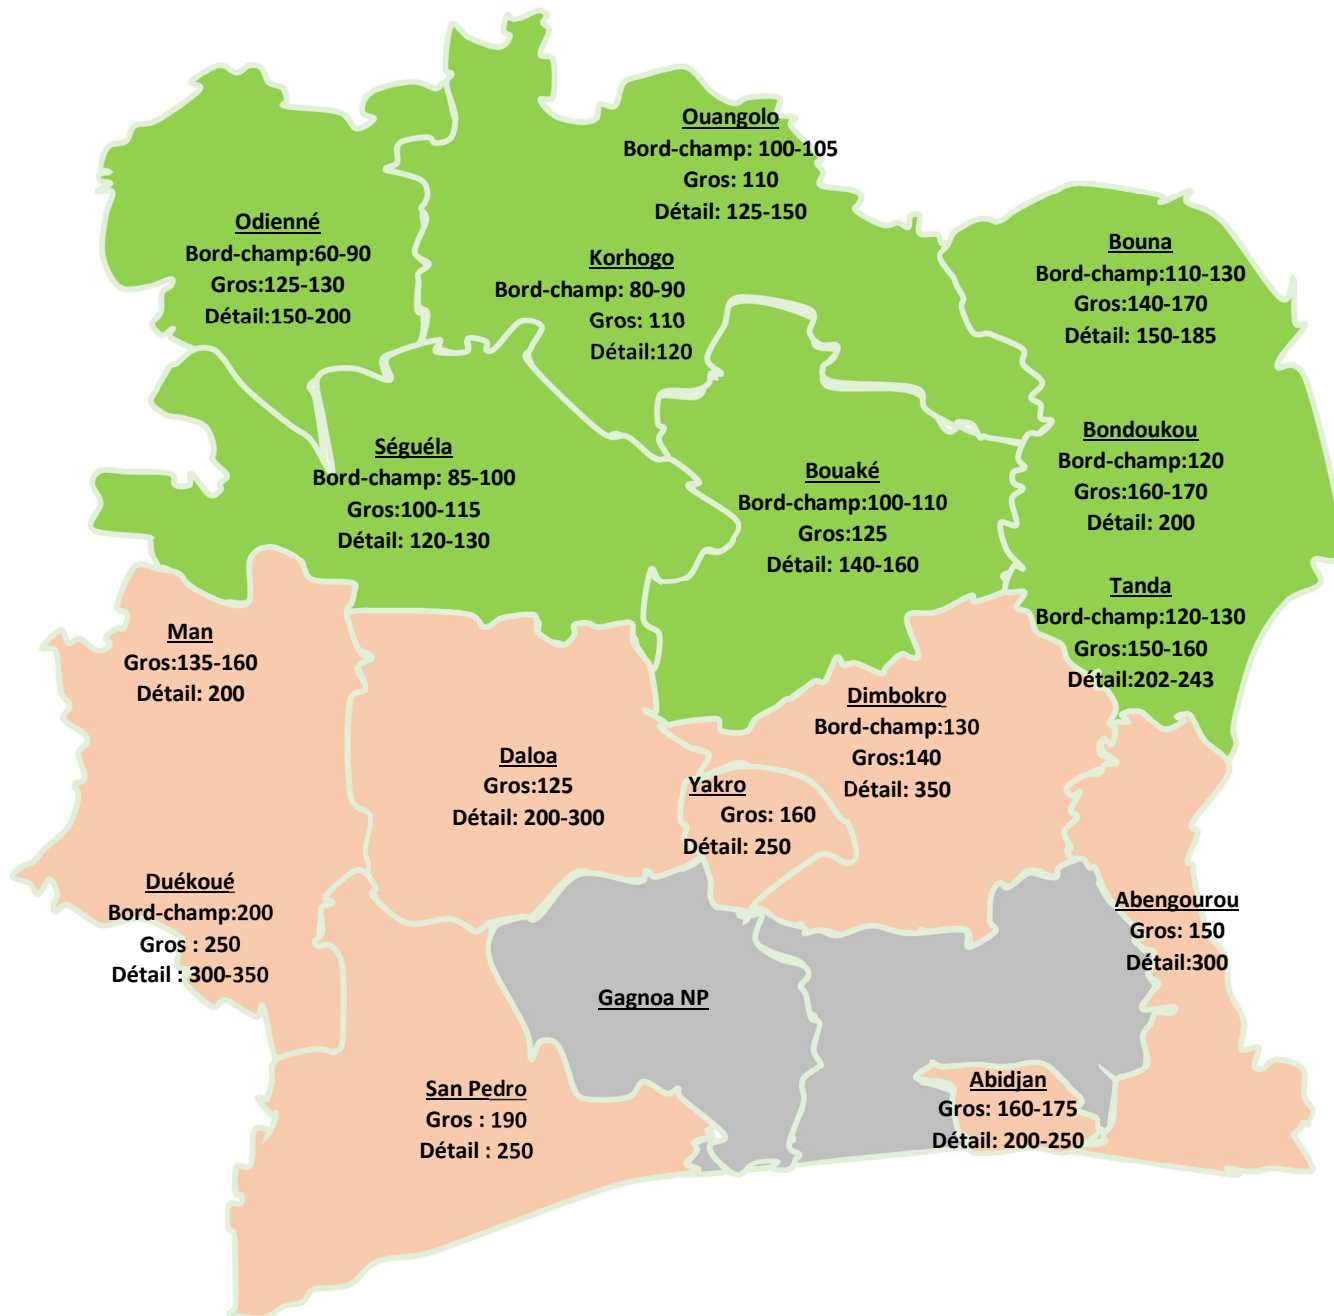 Ouangolo
Bord-champ: 100-105
Gros: 110
Détail: 125-150
Odienné
Bord-champ:60-90
Gros:125-130
Détail:150-200
Korhogo
Bord-champ: 80-90
Gros: 110
Détail:120
Bouna
Bord-champ:110-130
Gros:140-170
Détail: 150-185
Séguéla
Bord-champ: 85-100
Gros:100-115
Détail: 120-130
Bouaké
Bord-champ:100-110
Gros:125
Détail: 140-160
Bondoukou
Bord-champ:120
Gros:160-170
Détail: 200
Tanda
Bord-champ:120-130
Gros:150-160
Détail:202-243
Man
Gros:135-160
Détail: 200
Dimbokro
Bord-champ:130
Gros:140
Détail: 350
Daloa
Gros:125
Détail: 200-300
Yakro
Gros: 160
Détail: 250
Duékoué
Bord-champ:200
Gros : 250
Détail : 300-350
Abengourou
Gros: 150
Détail:300
Gagnoa NP
San Pedro
Gros : 190
Détail : 250
Abidjan
Gros: 160-175
Détail: 200-250